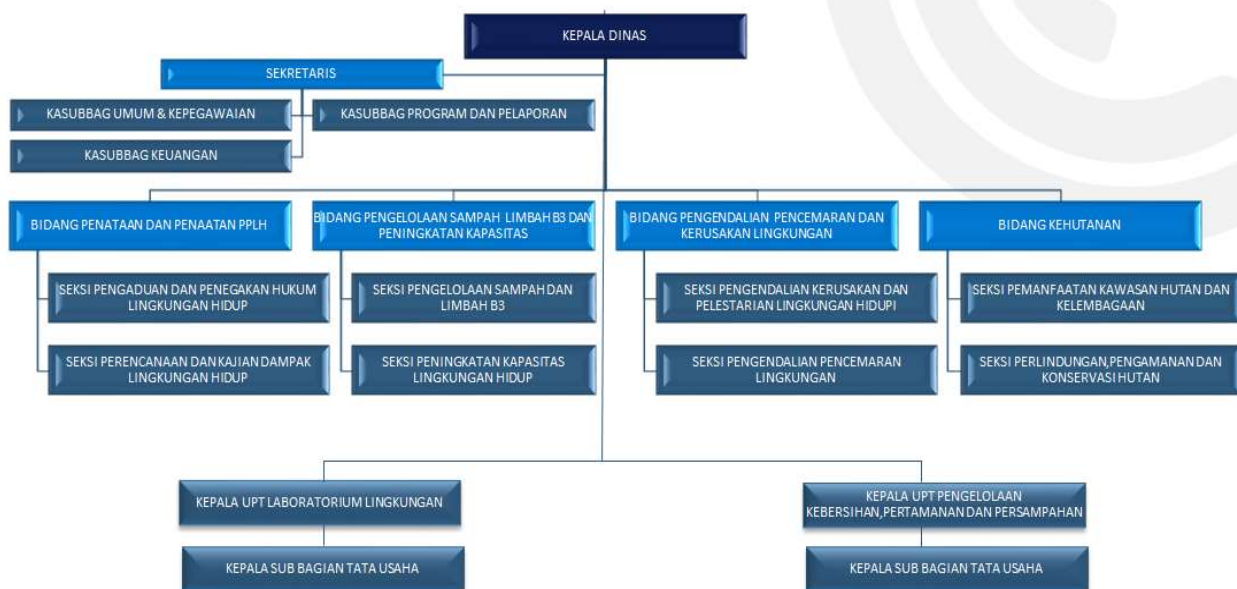 KEPALA DINAS
SEKRETARIS
KASUBBAG UMUM & KEPEGAWAIAN
KASUBBAG PROGRAM DAN PELAPORAN
KASUBBAG KEUANGAN
BIDANG PENATAAN DAN PENAATAN PPLH
BIDANG PENGELOLAAN SAMPAH LIMBAH B3 DAN
PENINGKATAN KAPASITAS
BIDANG PENGENDALIAN PENCEMARAN DAN
KERUSAKAN LINGKUNGAN
BIDANG KEHUTANAN
SEKSI PENGADUAN DAN PENEGAKAN HUKUM
LINGKUNGAN HIDUP
SEKSI PENGELOLAAN SAMPAH DAN
LIMBAH B3
SEKSI PENGENDALIAN KERUSAKAN DAN
PELESTARIAN LINGKUNGAN HIDUPI
SEKSI PEMANFAATAN KAWASAN HUTAN DAN
KELEMBAGAAN
SEKSI PERENCANAAN DAN KAJIAN DAMPAK
LINGKUNGAN HIDUP
SEKSI PENINGKATAN KAPASITAS
LINGKUNGAN HIDUP
SEKSI PENGENDALIAN PENCEMARAN
LINGKUNGAN
SEKSI PERLINDUNGAN,PENGAMANAN DAN
KONSERVASI HUTAN
KEPALA UPT LABORATORIUM LINGKUNGAN
KEPALA UPT PENGELOLAAN
KEBERSIHAN,PERTAMANAN DAN PERSAMPAHAN
KEPALA SUB BAGIAN TATA USAHA
KEPALA SUB BAGIAN TATA USAHA